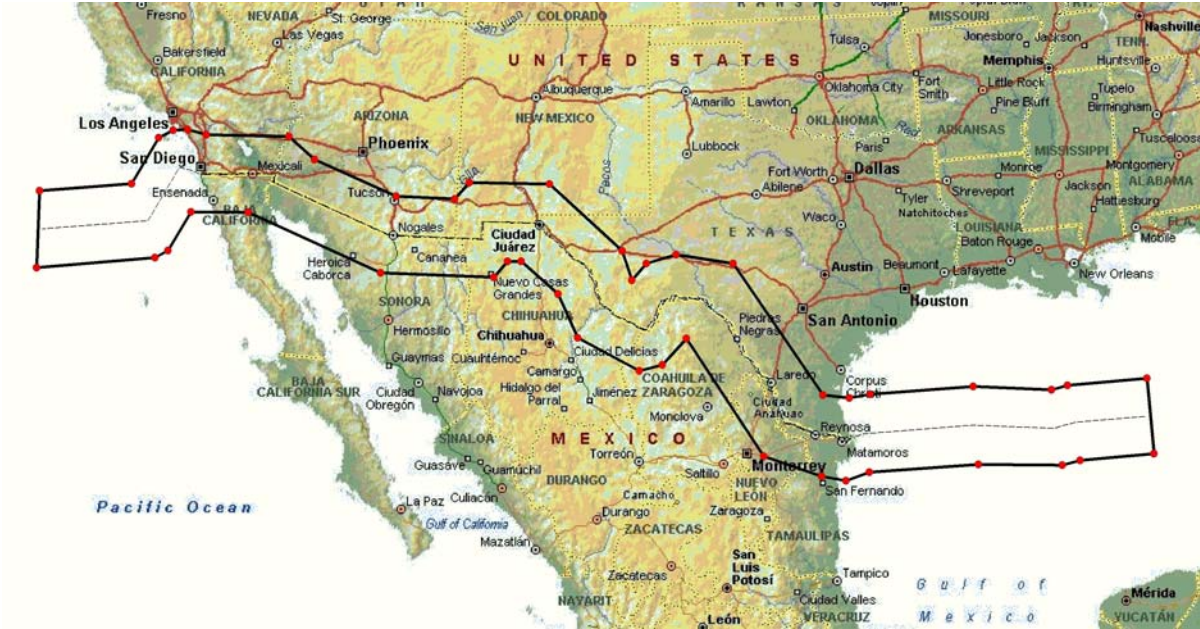 Fresno
NEVADA
St. George
San Juan
COLORADO
MISSOURI
Nashville
Las Vegas
Tulsa
Jonesboro
Jackson
TENN.
Bakersfield
CALIFORNIA
UNITED STATES
Memphis
Huntsville
Albuquerque
Amarillo
Lawton
Oklahoma City
Fort
Smith
Little Rock
Tupelo
Pine Bluff
Birmingham
Los Angeles
ARIZONA
NEW MEXICO
OKLAHOMA
Red
ARKANSAS
Tuscaloos
Phoenix
Lubbock
Paris
MISSISSIPPI
San Diego
Mexicali
Gila
Pecos
Fort Worth
Dallas
Monroe
Montgomery
Ensenada
Tucson
Abilene
Tyler
Shreveport
Jackson
ALABAMA
BAJA
CALIFORNIA
Natchitoches
Hattiesburg
Nogales
Ciudad
Juárez
TEXAS
Waco
LOUISIANA
Baton Rouge
Mobile
Cananea
Heroica
Caborca
Nuevo Casas
Grandes
Austin
Beaumont
Lafayette
New Orleans
SONORA
CHIHUAHUA
Houston
Hermosillo
Chihuahua
Piedras
Negras
San Antonio
Guaymas
Cuauhtémoc
Ciudad Delicias
BAJA
CALIFORNIA SUR
Ciudad
Obregón
Navojoa
Camargo
Hidalgo del
Parral
Jiménez
COAHUILA DE
ZARAGOZA
Laredo
Corpus
Christi
Monclova
Ciudad
Anáhuac
Reynosa
SINALOA
MEXICO
Matamoros
Guasave
Guamúchil
Torreón
Saltillo
Monterrey
Culiacan
DURANGO
NUEVO
LEÓN
San Fernando
Pacific Ocean
La Paz
Gulf of California
Camacho
Zaragoza
Durango
ZACATECAS
TAMAULIPAS
Mazatlán
Zacatecas
San
Luis
Potosí
Tampico
Gulf of
Mexico
NAYARIT
Ciudad Valles
Mérida
León
VERACRUZ
YUCATÁN